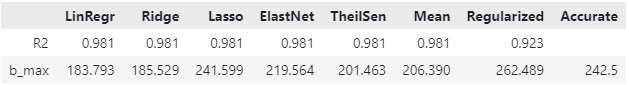 LinRegr Ridge Lasso ElastNet TheilSen Mean Regularized Accurate
R2 0.981 0.981 0.981 0.981 0.981 0.981 0.923
b_max 183.793 185.529 241.599 219.564 201.463 206.390 262.489 242.5